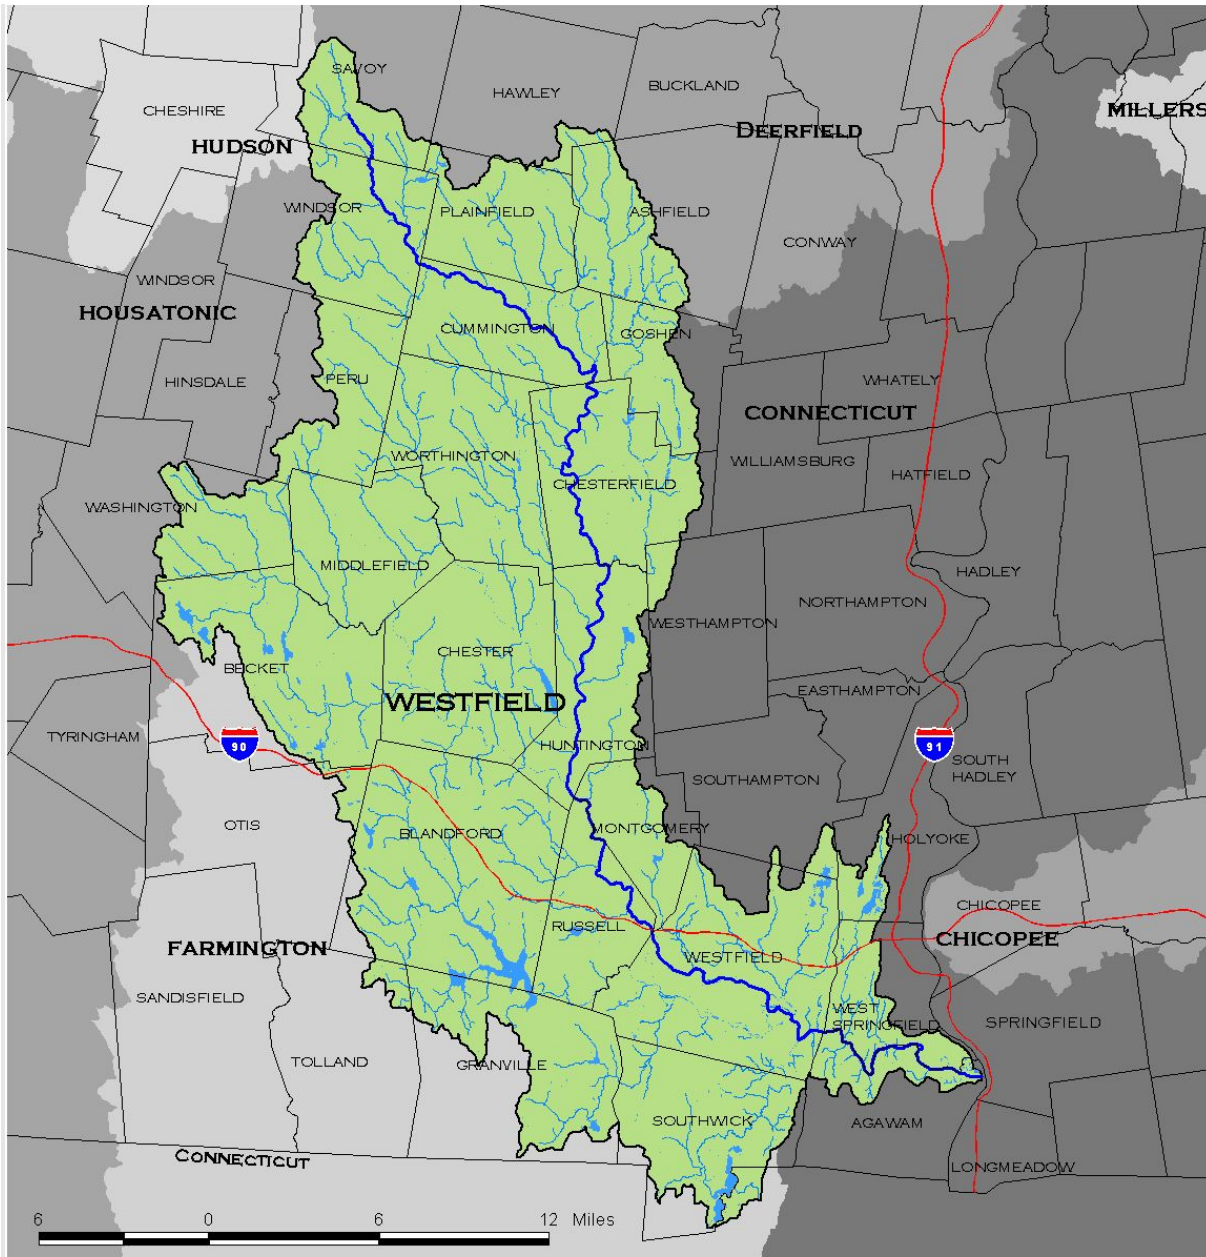 SAVOY
HAWLEY
BUCKLAND
CHESHIRE
MILLERS
DEERFIELD
HUDSON
WINDSOR
PLAINFIELD
ASHFIELD
CONWAY
WINDSOR
HOUSATONIC
CUMMINGTON
GOSHEN
HINSDALE
PERU
WHATELY
CONNECTICUT
WORTHINGTON
WILLIAMSBURG
HATFIELD
CHESTERFIELD
WASHINGTON
MIDDLEFIELD
HADLEY
NORTHAMPTON
WESTHAMPTON
CHESTER
BECKET
EASTHAMPTON
WESTFIELD
TYRINGHAM
90
HUNTINGTON
91
SOUTH
HADLEY
SOUTHAMPTON
OTIS
BLANDFORD
MONTGOMERY
HOLYOKE
CHICOPEE
RUSSELL
CHICOPEE
FARMINGTON
WESTFIELD
SANDISFIELD
WEST
SPRINGFIELD
SPRINGFIELD
TOLLAND
GRANVILLE
SOUTHWICK
AGAWAM
CONNECTICUT
LONGMEADOW
6 0 6 12 Miles